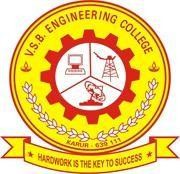 V.S.B. ENGINEERING COLLEGE
KARUR - 639 111
HARDWORK IS THE KEY TO SUCCESS